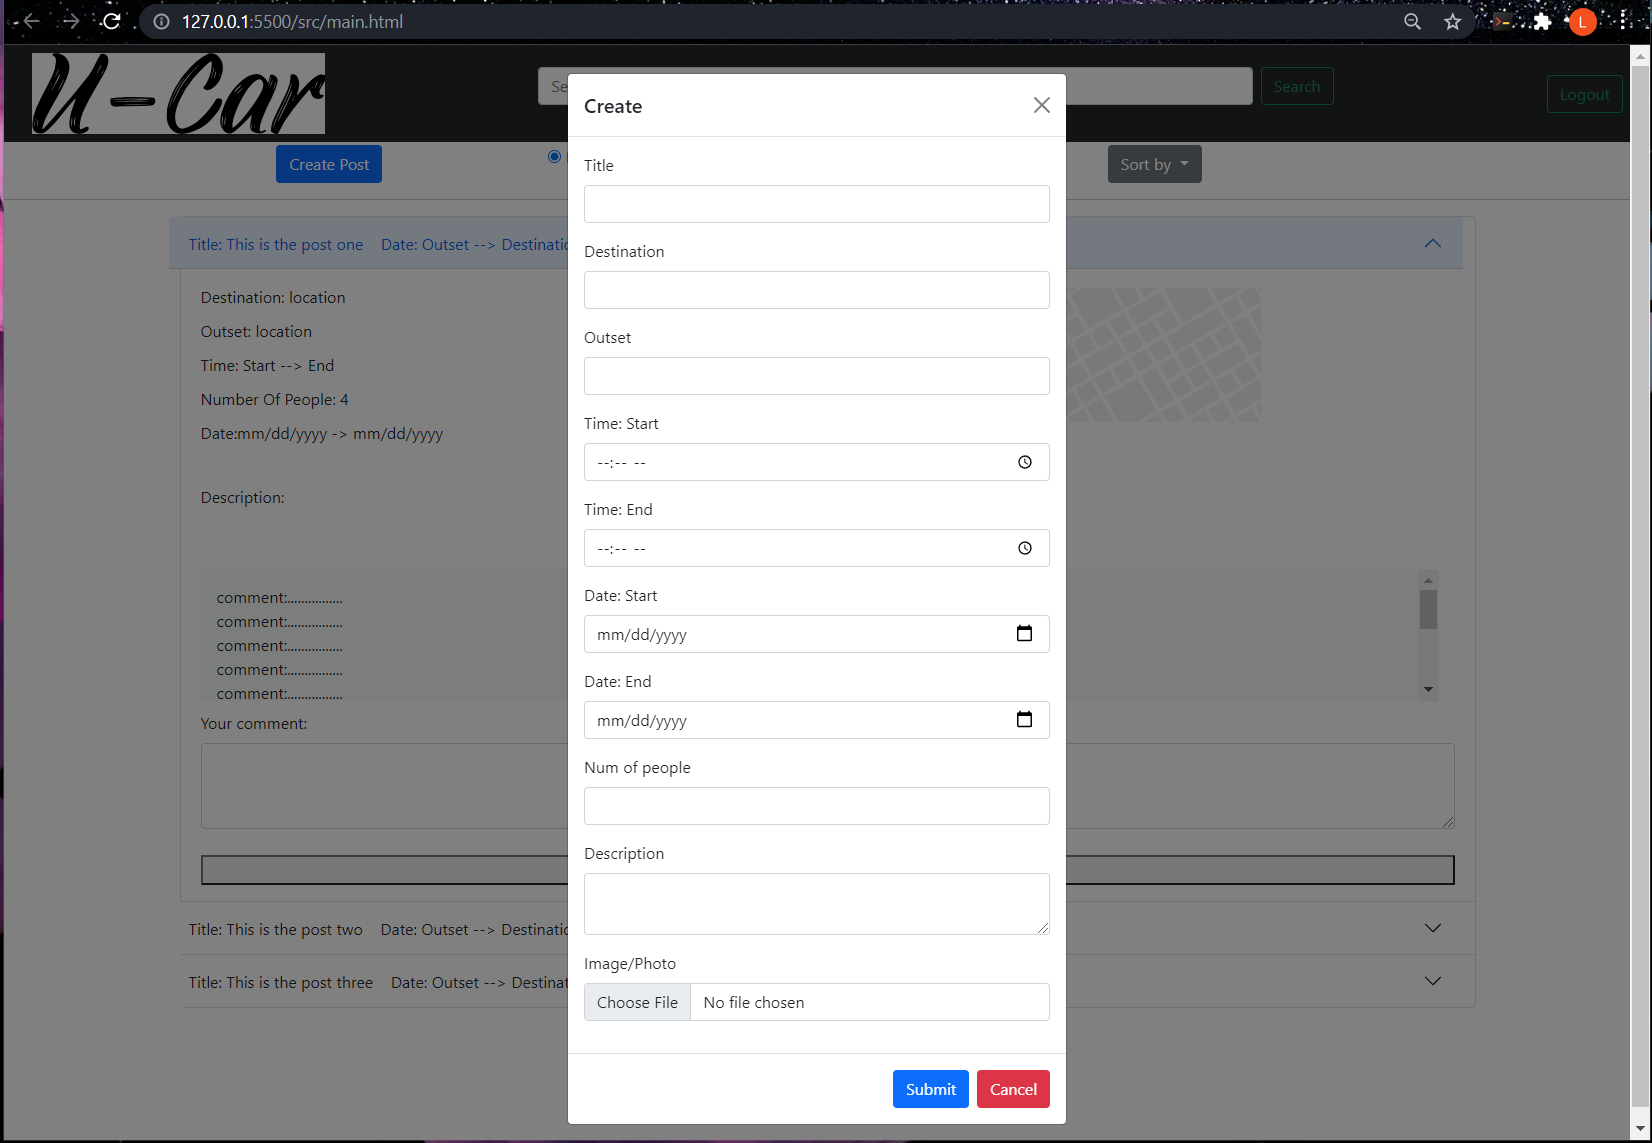 127.0.0.1:5500/src/main.html
L
U-Car
Se
Search
Logout
Create Post
Sort by
Title: This is the post one Date: Outset --> Destinatio
Destination: location
Outset: location
Time: Start --> End
Number Of People: 4
Date:mm/dd/yyyy -> mm/dd/yyyy
Description:
comment:...............
comment:...............
comment:...............
comment:...............
comment:...............
Your comment:
Title: This is the post two Date: Outset --> Destinatio
Title: This is the post three Date: Outset --> Destinat
Create
Title
Destination
Outset
Time: Start
--:-- --
Time: End
--:-- --
Date: Start
mm/dd/yyyy
Date: End
mm/dd/yyyy
Num of people
Description
Image/Photo
Choose File No file chosen
Submit Cancel